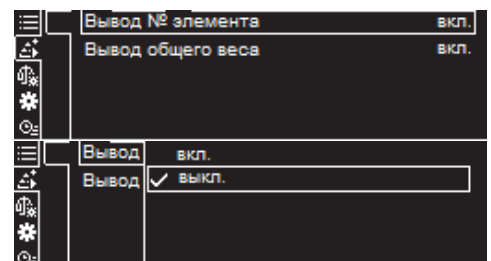 Вывод № элемента вкл.
Вывод общего веса вкл.
Вывод вкл.
Вывод выкл.